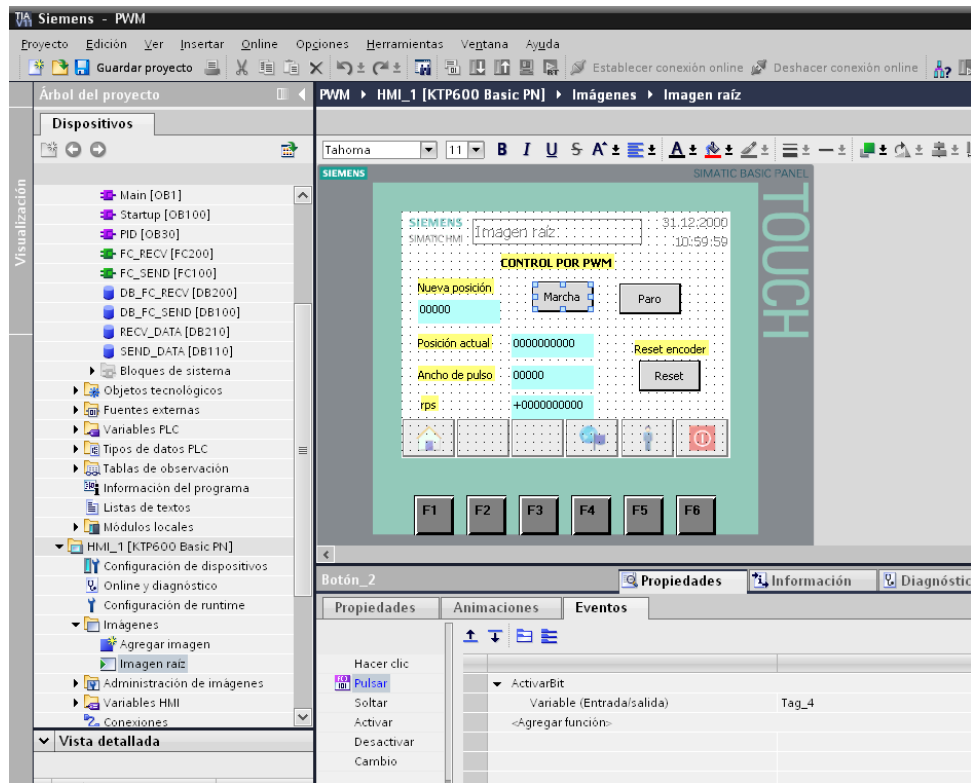 Siemens - PWM
Proyecto Edición Ver Insertar Online Opciones Herramientas Ventana Ayuda
Guardar proyecto Establecer conexión online Deshacer conexión online
Árbol del proyecto
PWM HMI_1 [KTP600 Basic PN] Imágenes Imagen raíz
Dispositivos
Tahoma 11 B I U S A A
Visualización
Main [OB1]
Startup [OB100]
PID [OB30]
FC_RECV [FC200]
FC_SEND [FC100]
DB_FC_RECV [DB200]
DB_FC_SEND [DB100]
RECV_DATA [DB210]
SEND_DATA [DB110]
Bloques de sistema
Objetos tecnológicos
Fuentes externas
Variables PLC
Tipos de datos PLC
Tablas de observación
Información del programa
Listas de textos
Módulos locales
HMI_1 [KTP600 Basic PN]
Configuración de dispositivos
Online y diagnóstico
Configuración de runtime
Imágenes
Agregar imagen
Imagen raíz
Administración de imágenes
Variables HMI
Conexiones
Vista detallada
SIEMENS
SIMATIC BASIC PANEL
TOUCH
SIEMENS
SIMATIC HMI
Imagen raíz
31.12.2000
10:59:59
CONTROL POR PWM
Nueva posición
Marcha
Paro
00000
Posición actual 0000000000
Reset encoder
Ancho de pulso 00000
Reset
rps +0000000000
F1 F2 F3 F4 F5 F6
Botón_2
Propiedades Información Diagnóstic
Propiedades Animaciones Eventos
Hacer clic
Pulsar
Soltar
Activar
Desactivar
Cambio
ActivarBit
Variable (Entrada/salida) Tag_4
<Agregar función>